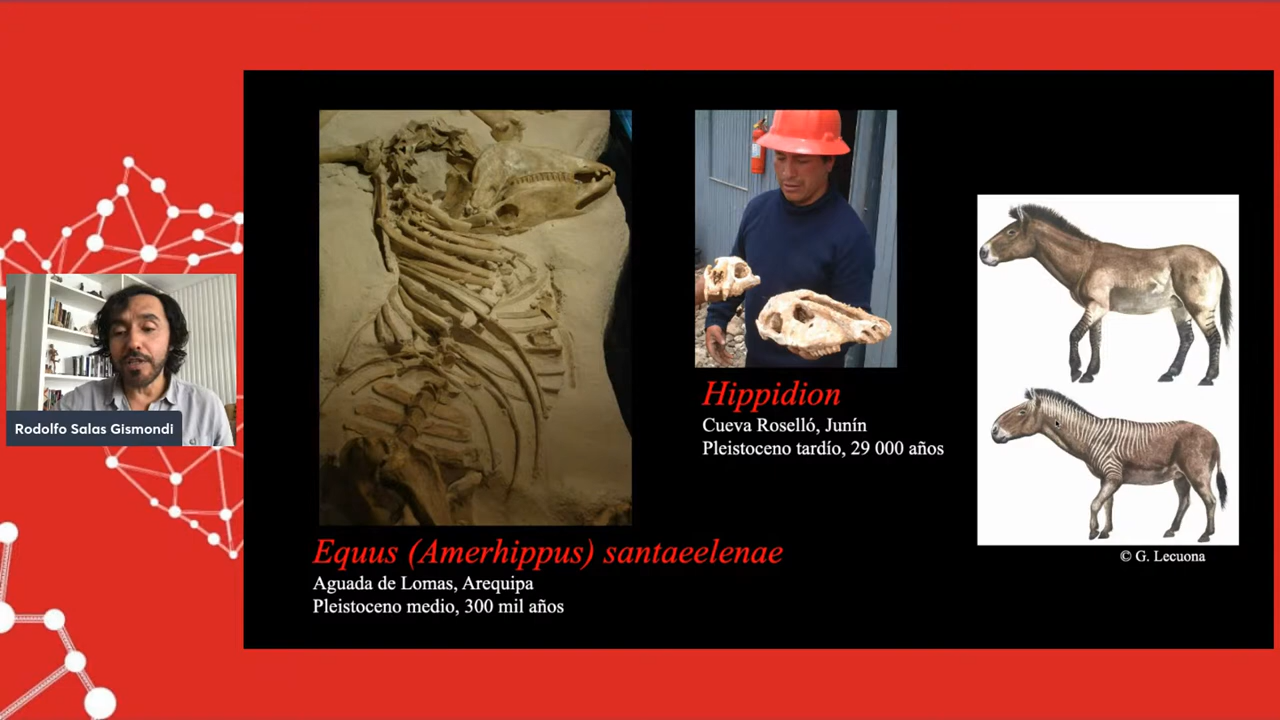 Rodolfo Salas Gismondi
Hippidion
Cueva Roselló, Junín
Pleistoceno tardío, 29 000 años
Equus (Amerhippus) santaeelenae
Aguada de Lomas, Arequipa
Pleistoceno medio, 300 mil años
© G. Lecuona